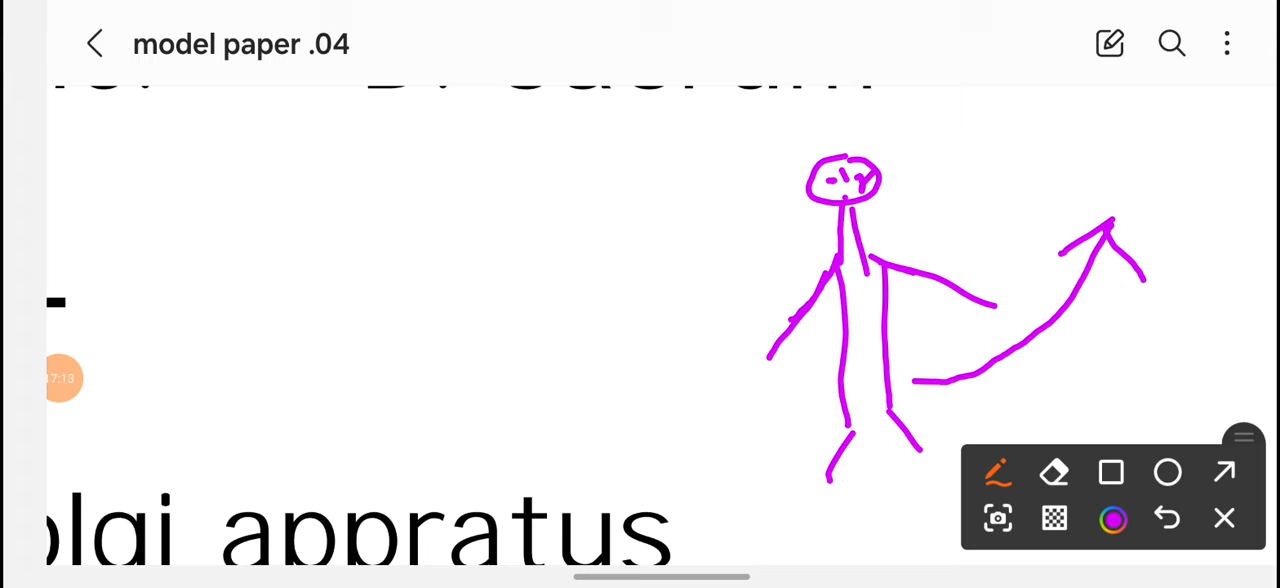 model paper .04
-
olgi appratus
17:13